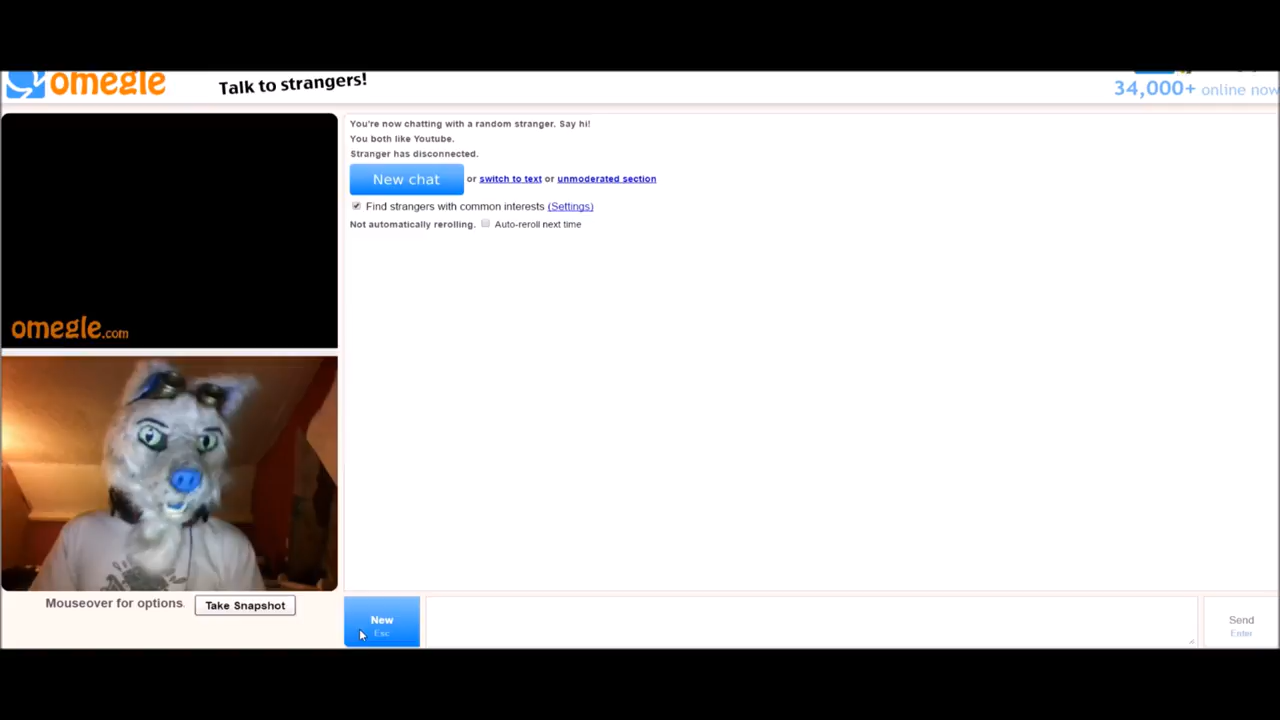 omegle
Talk to strangers!
34,000+ online now
You're now chatting with a random stranger. Say hi!
You both like Youtube.
Stranger has disconnected.
New chat or switch to text or unmoderated section
Find strangers with common interests (Settings)
Not automatically rerolling. Auto-reroll next time
omegle.com
Mouseover for options.
Take Snapshot
New
Esc
Send
Enter